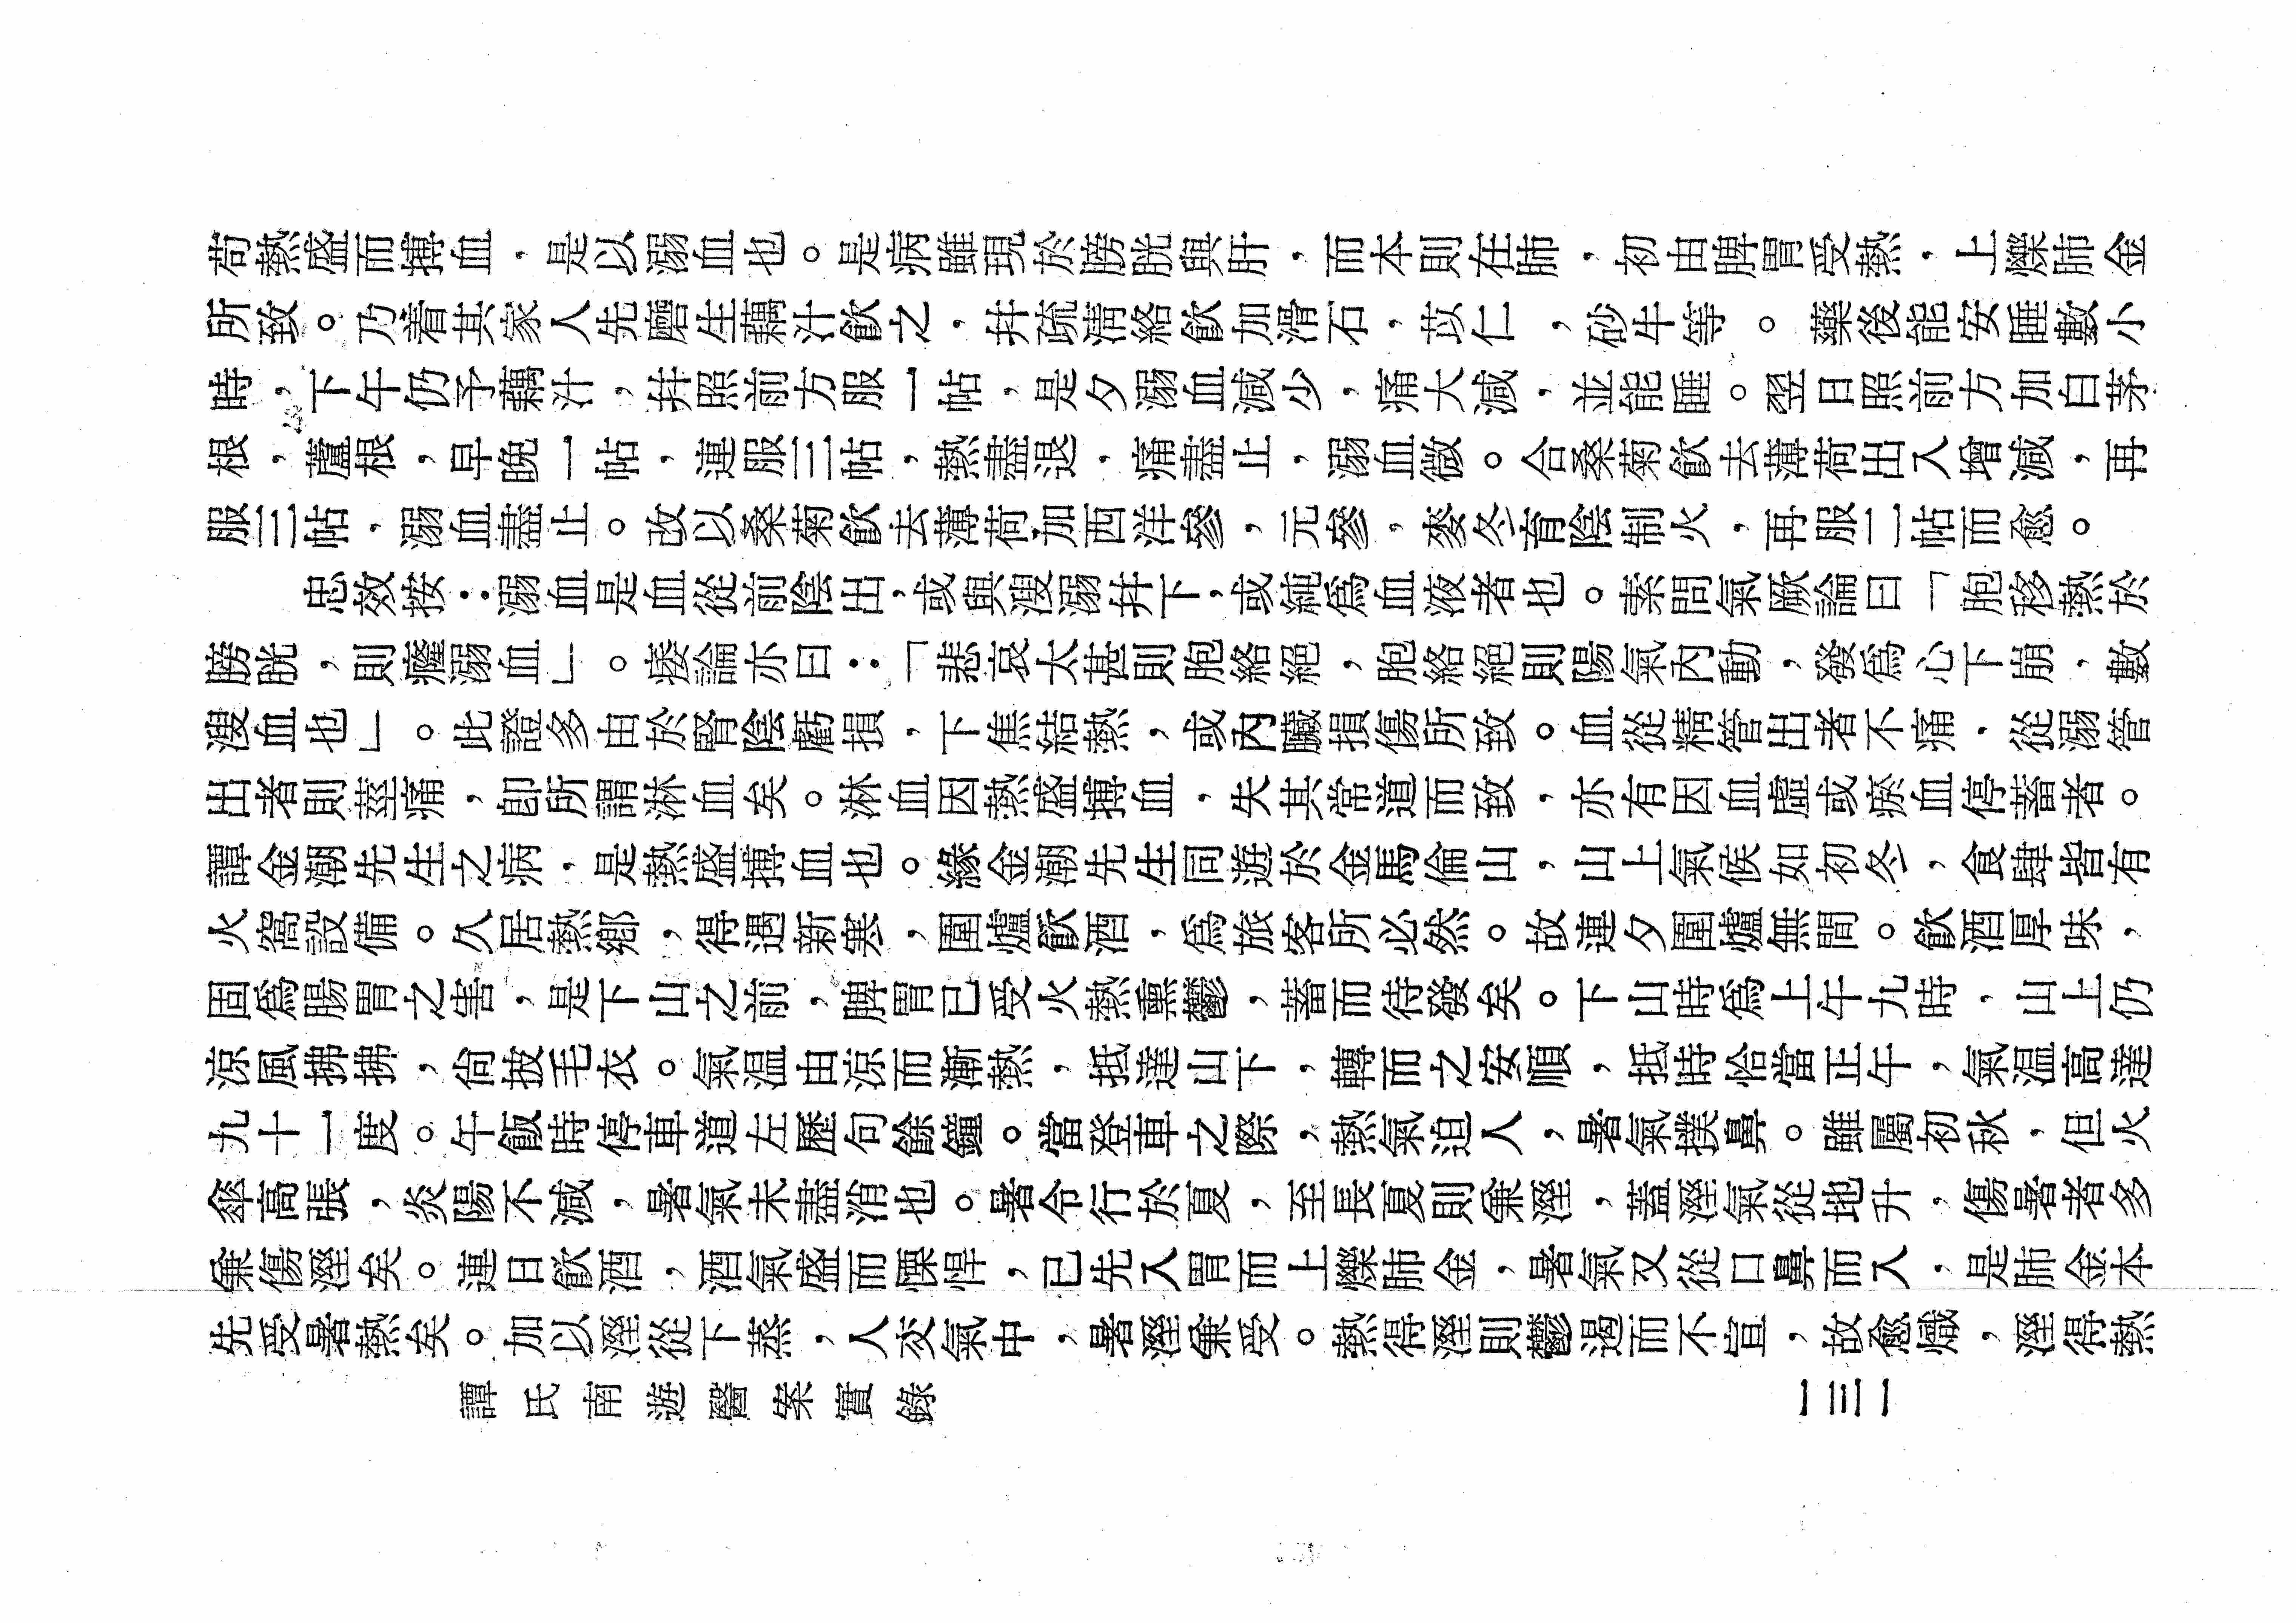 苟熱盛而搏血，是以溺血也。是病雖現於膀胱與肝，而本則在肺，初由脾胃受熱，上爍肺金
所致。乃着其家人先磨生藕汁飲之，幷疏淸絡飲加滑石，苡仁，砂牛等。藥後能安睡數小
時，下午仍予藕汁，幷照前方服一帖，是夕溺血減少，痛大減，並能睡。翌日照前方加白茅
根，蘆根，早晚一帖，連服三帖，熱盡退，痛盡止，溺血微。合桑菊飲去薄荷出入增減，再
服三帖，溺血盡止。改以桑菊飲去薄荷加西洋參，元參，麥冬育陰制火，再服二帖而愈。
忠效按：溺血是血從前陰出，或與溲溺幷下，或純爲血液者也。素問氣厥論曰「胞移熱於
膀胱，則癃溺血」。痿論亦曰：「悲哀太甚則胞絡絕，胞絡絕則陽氣內動，發爲心下崩，數
溲血也」。此證多由於腎陰虧損，下焦結熱，或內臟損傷所致。血從精管出者不痛，從溺管
出者則莖痛，卽所謂淋血矣。淋血因熱盛搏血，失其常道而致，亦有因血虛或瘀血停蓄者。
譚金潮先生之病，是熱盛搏血也。緣金潮先生同遊於金馬倫山，山上氣候如初冬，食肆皆有
火窩設備。久居熱鄉，得遇新寒，圍爐飲酒，爲旅客所必然。故連夕圍爐無間。飲酒厚味，
固爲腸胃之害，是下山之前，脾胃已受火熱熏鬱，蓄而待發矣。下山時爲上午九時，山上仍
涼風拂拂，尙披毛衣。氣温由涼而漸熱，抵達山下，轉而之安順，抵時恰當正午，氣温高達
九十一度。午飯時停車道左歷句餘鐘。當登車之際，熱氣迫人，暑氣撲鼻。雖屬初秋，但火
傘高張，炎陽不減，暑氣未盡消也。暑令行於夏，至長夏則兼溼，蓋溼氣從地升，傷暑者多
兼傷溼矣。連日飲酒，酒氣盛而慓悍，已先入胃而上爍肺金，暑氣又從口鼻而入，是肺金本
先受暑熱矣。加以溼從下蒸，人交氣中，暑溼兼受。熱得溼則鬱遏而不宣，故愈熾，溼得熱
譚氏南遊醫案實錄
一三一